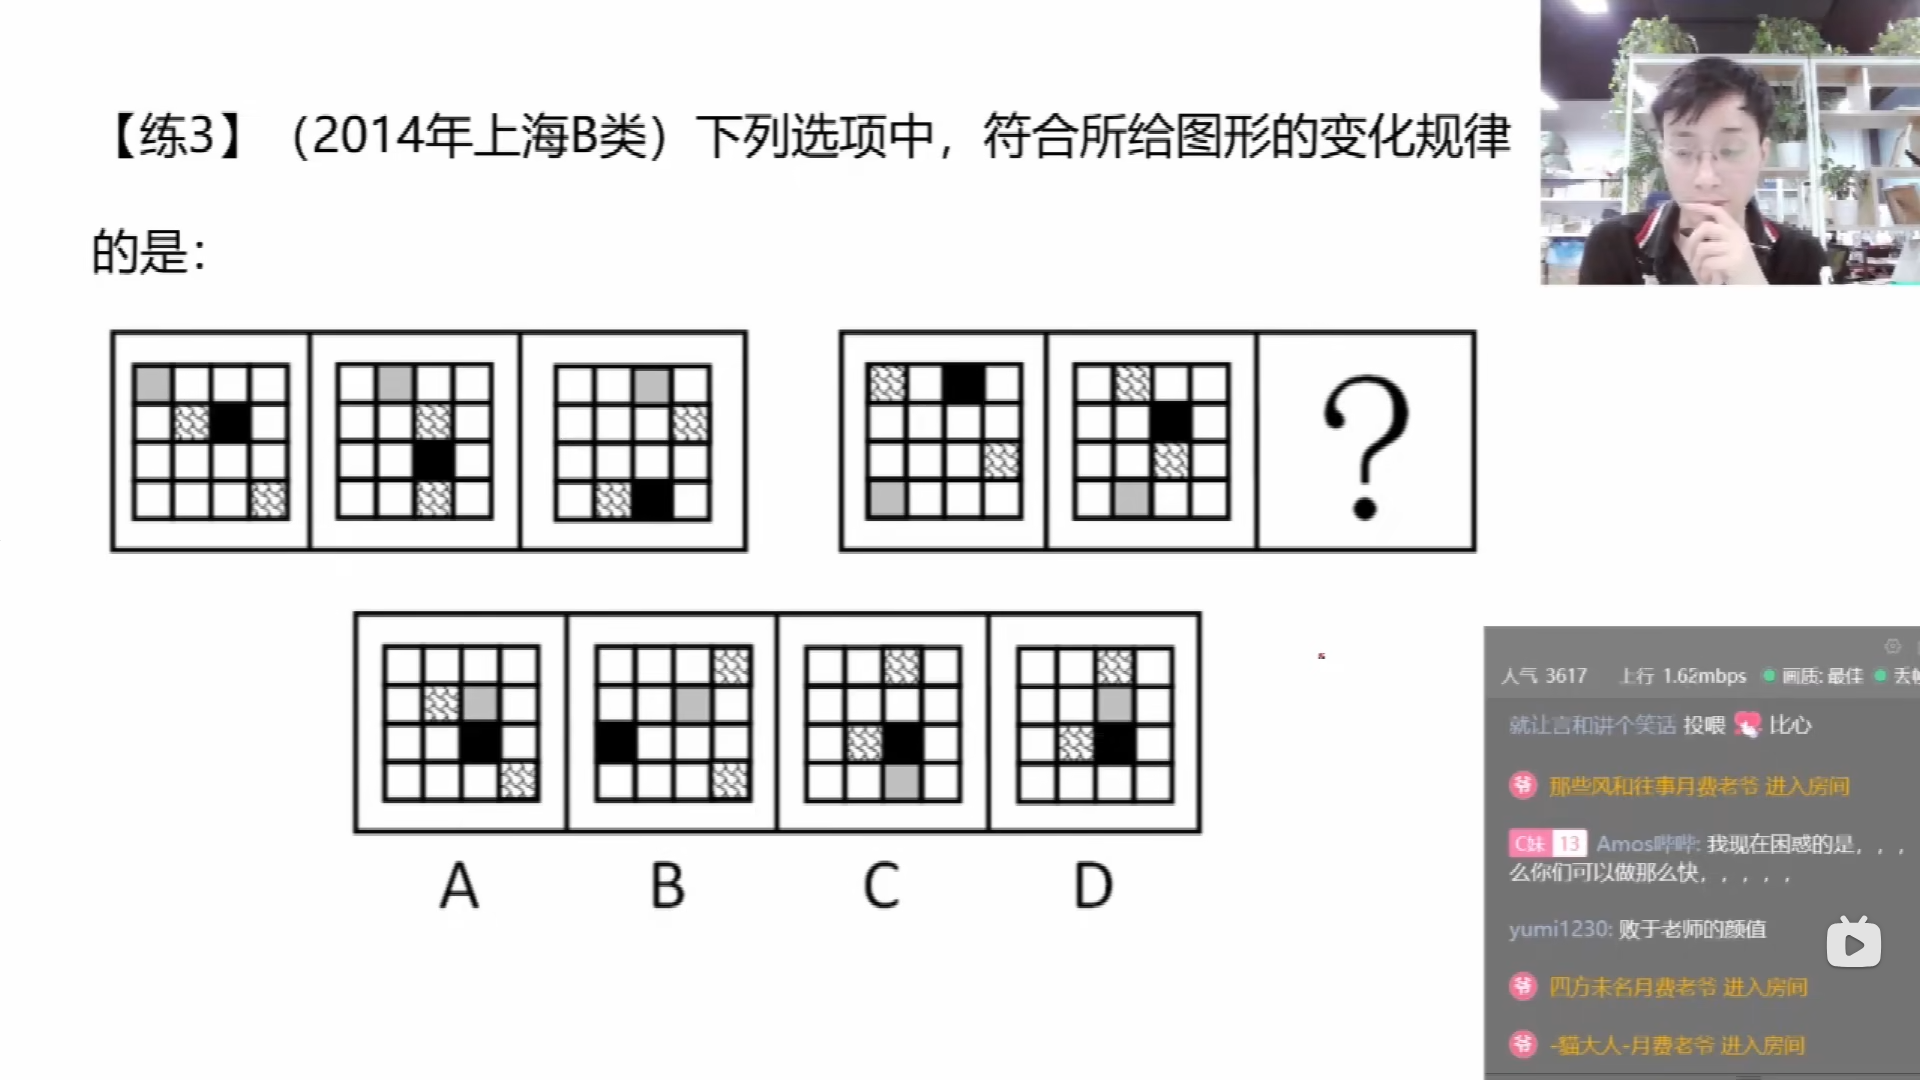 【练3】（2014年上海B类）下列选项中，符合所给图形的变化规律
的是：
?
A B C D
人气 3617 上行 1.62mbps 画质: 最佳 丢帧
就让言和讲个笑话 投喂 比心
爷 那些风和往事月费老爷 进入房间
C妹 13 Amos哔哔: 我现在困惑的是，，，
么你们可以做那么快，，，，，
yumi1230: 败于老师的颜值
爷 四方未名月费老爷 进入房间
爷 -猫大人-月费老爷 进入房间